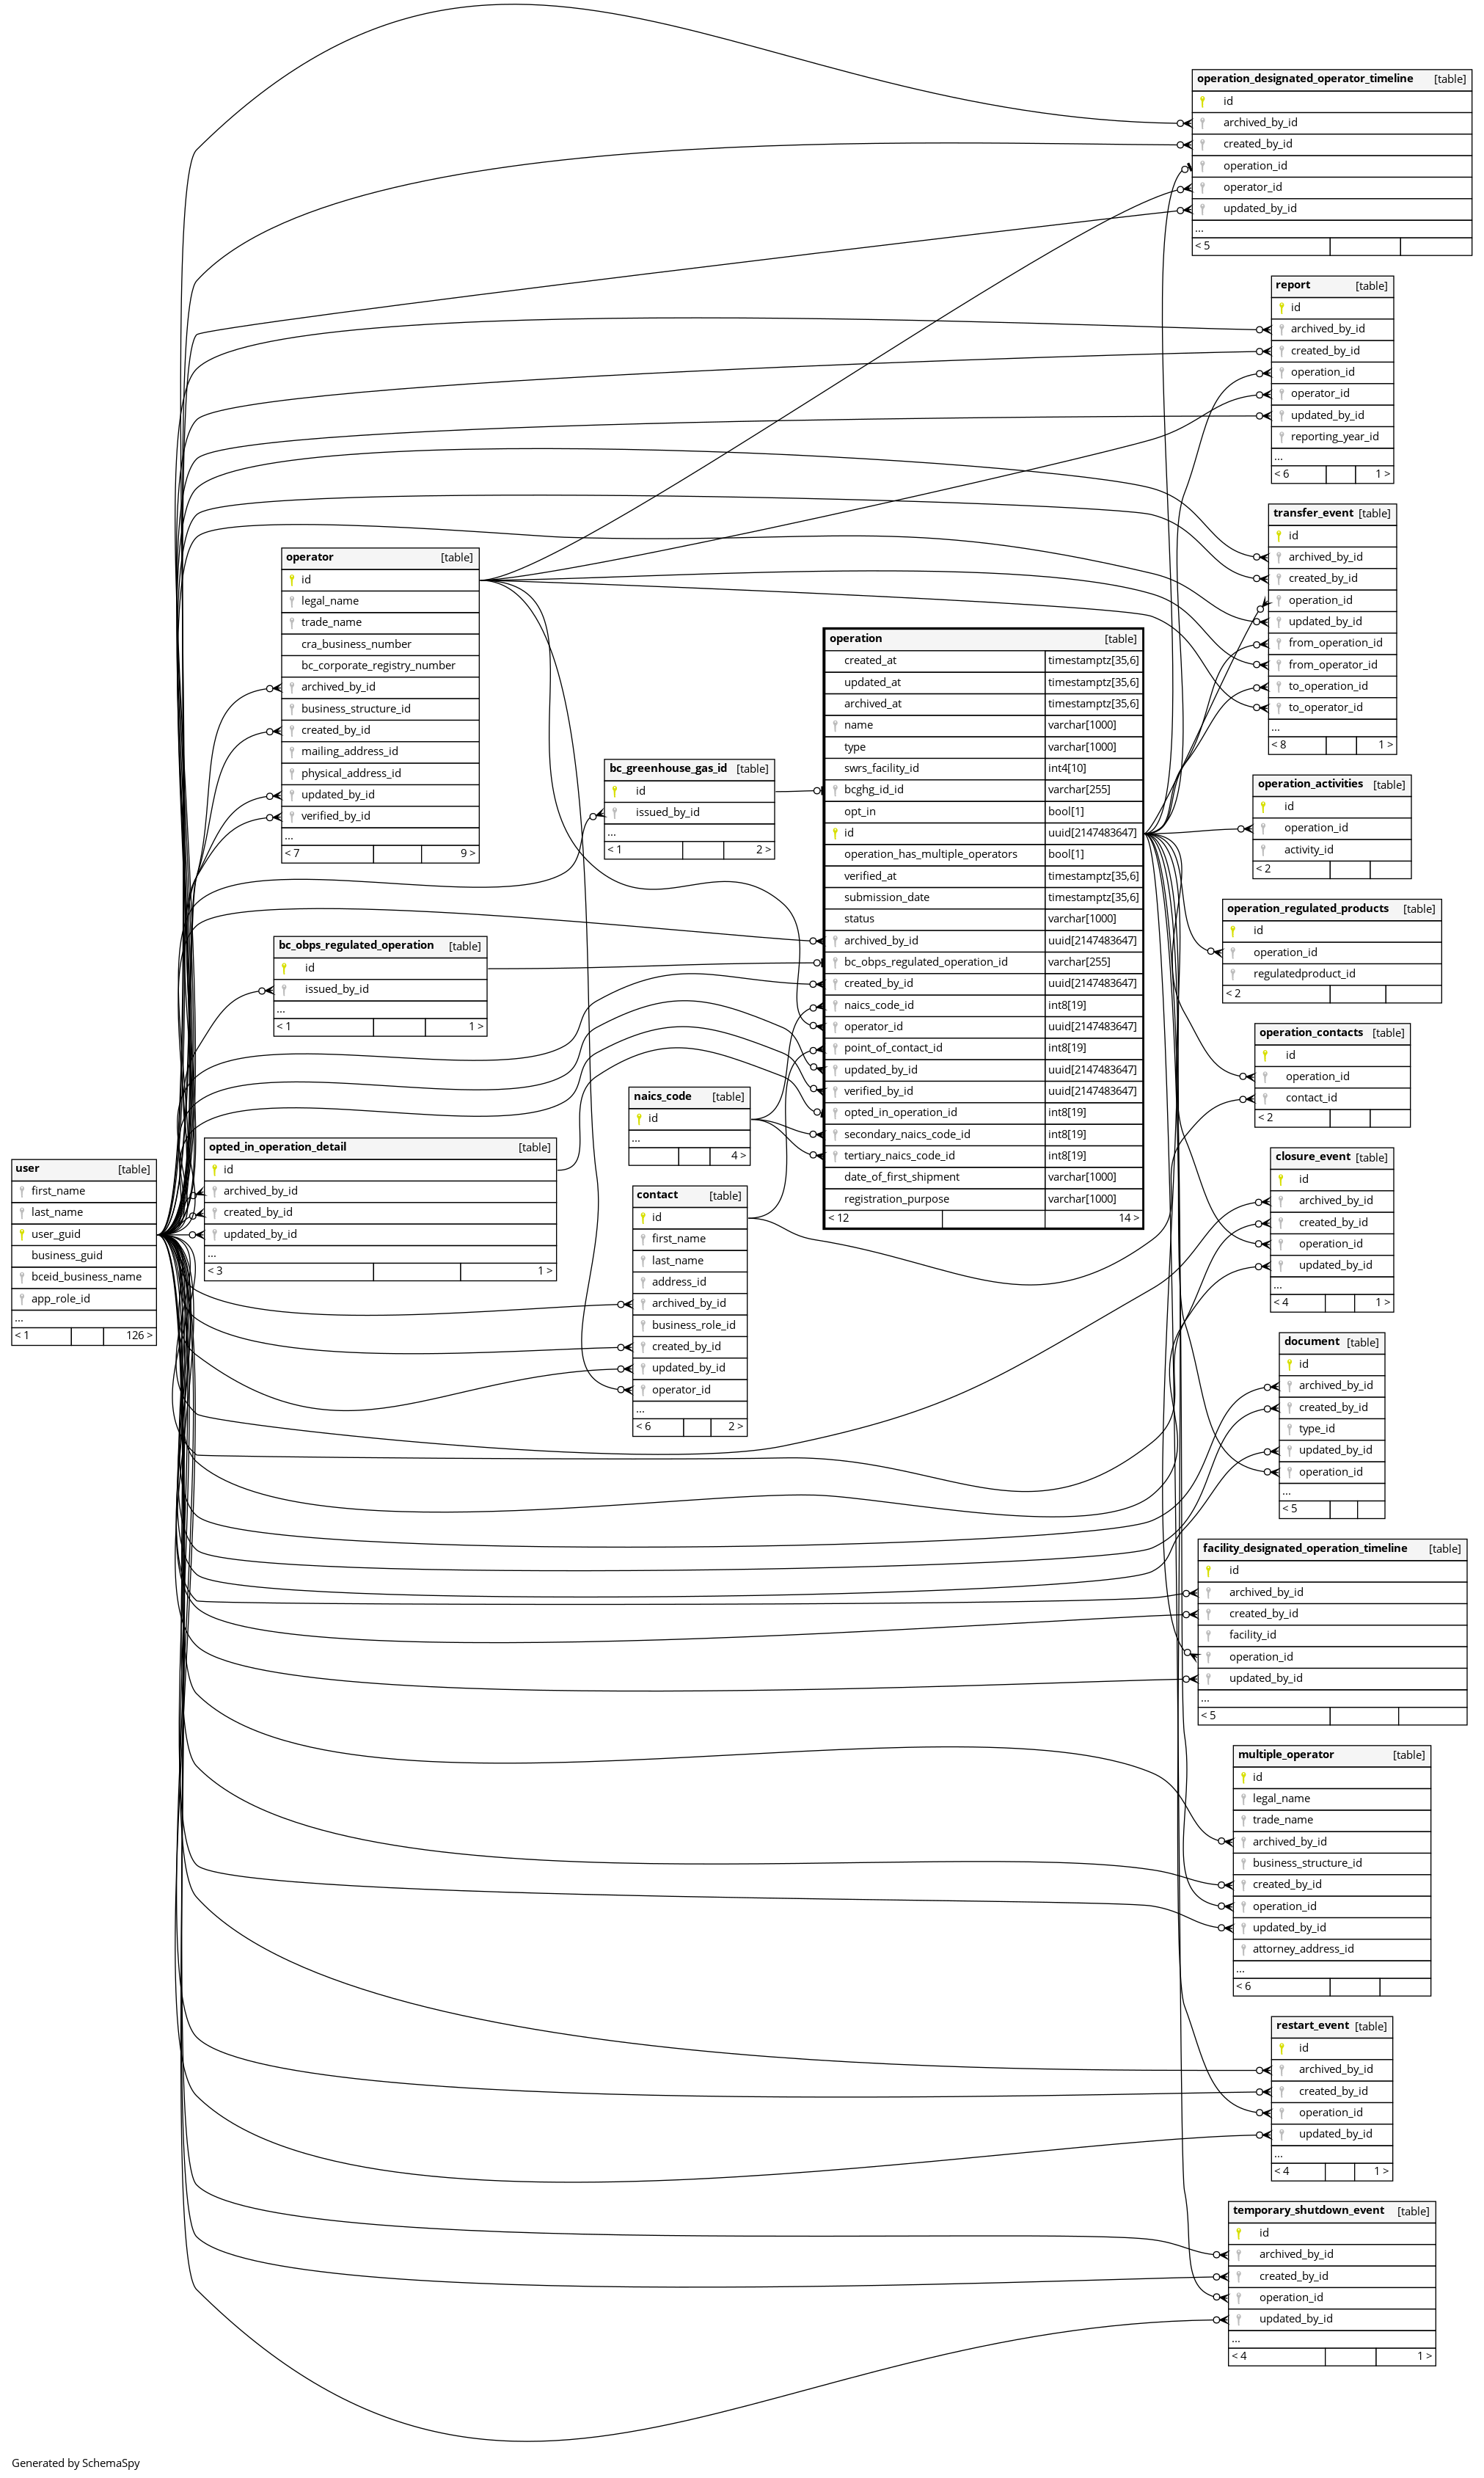 operation_designated_operator_timeline [table]
id
archived_by_id
created_by_id
operation_id
operator_id
updated_by_id
...
< 5
report [table]
id
archived_by_id
created_by_id
operation_id
operator_id
updated_by_id
reporting_year_id
...
< 6 1 >
transfer_event [table]
id
archived_by_id
created_by_id
operation_id
updated_by_id
from_operation_id
from_operator_id
to_operation_id
to_operator_id
...
< 8 1 >
operator [table]
id
legal_name
trade_name
cra_business_number
bc_corporate_registry_number
archived_by_id
business_structure_id
created_by_id
mailing_address_id
physical_address_id
updated_by_id
verified_by_id
...
< 7 9 >
operation [table]
created_at timestamptz[35,6]
updated_at timestamptz[35,6]
archived_at timestamptz[35,6]
name varchar[1000]
type varchar[1000]
swrs_facility_id int4[10]
bcghg_id_id varchar[255]
opt_in bool[1]
id uuid[2147483647]
operation_has_multiple_operators bool[1]
verified_at timestamptz[35,6]
submission_date timestamptz[35,6]
status varchar[1000]
archived_by_id uuid[2147483647]
bc_obps_regulated_operation_id varchar[255]
created_by_id uuid[2147483647]
naics_code_id int8[19]
operator_id uuid[2147483647]
point_of_contact_id int8[19]
updated_by_id uuid[2147483647]
verified_by_id uuid[2147483647]
opted_in_operation_id int8[19]
secondary_naics_code_id int8[19]
tertiary_naics_code_id int8[19]
date_of_first_shipment varchar[1000]
registration_purpose varchar[1000]
< 12 14 >
bc_greenhouse_gas_id [table]
id
issued_by_id
...
< 1 2 >
operation_activities [table]
id
operation_id
activity_id
< 2
operation_regulated_products [table]
id
operation_id
regulatedproduct_id
< 2
bc_obps_regulated_operation [table]
id
issued_by_id
...
< 1 1 >
operation_contacts [table]
id
operation_id
contact_id
< 2
naics_code [table]
id
...
4 >
opted_in_operation_detail [table]
id
archived_by_id
created_by_id
updated_by_id
...
< 3 1 >
user [table]
first_name
last_name
user_guid
business_guid
bceid_business_name
app_role_id
...
< 1 126 >
contact [table]
id
first_name
last_name
address_id
archived_by_id
business_role_id
created_by_id
updated_by_id
operator_id
...
< 6 2 >
closure_event [table]
id
archived_by_id
created_by_id
operation_id
updated_by_id
...
< 4 1 >
document [table]
id
archived_by_id
created_by_id
type_id
updated_by_id
operation_id
...
< 5
facility_designated_operation_timeline [table]
id
archived_by_id
created_by_id
facility_id
operation_id
updated_by_id
...
< 5
multiple_operator [table]
id
legal_name
trade_name
archived_by_id
business_structure_id
created_by_id
operation_id
updated_by_id
attorney_address_id
...
< 6
restart_event [table]
id
archived_by_id
created_by_id
operation_id
updated_by_id
...
< 4 1 >
temporary_shutdown_event [table]
id
archived_by_id
created_by_id
operation_id
updated_by_id
...
< 4 1 >
Generated by SchemaSpy